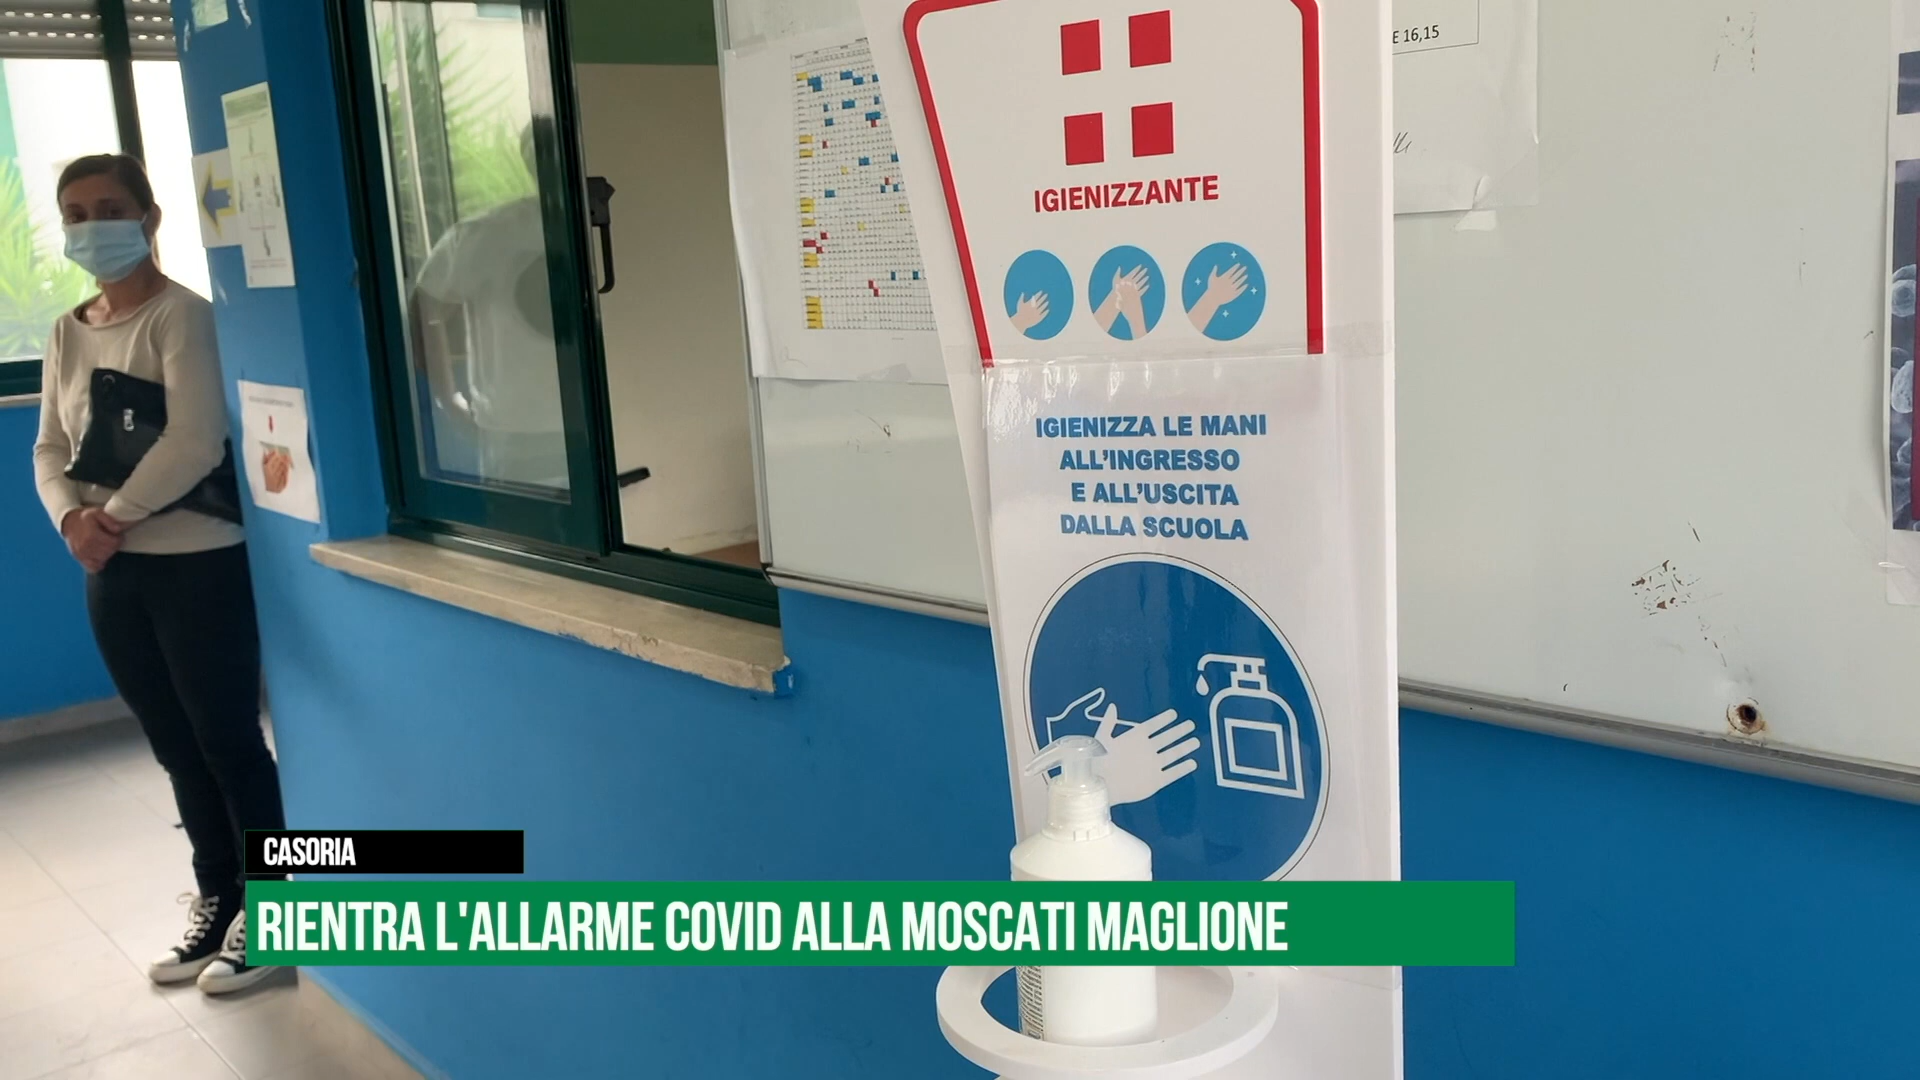 E 16,15
IGIENIZZANTE
IGIENIZZA LE MANI
ALL'INGRESSO
E ALL'USCITA
DALLA SCUOLA
CASORIA
RIENTRA L'ALLARME COVID ALLA MOSCATI MAGLIONE